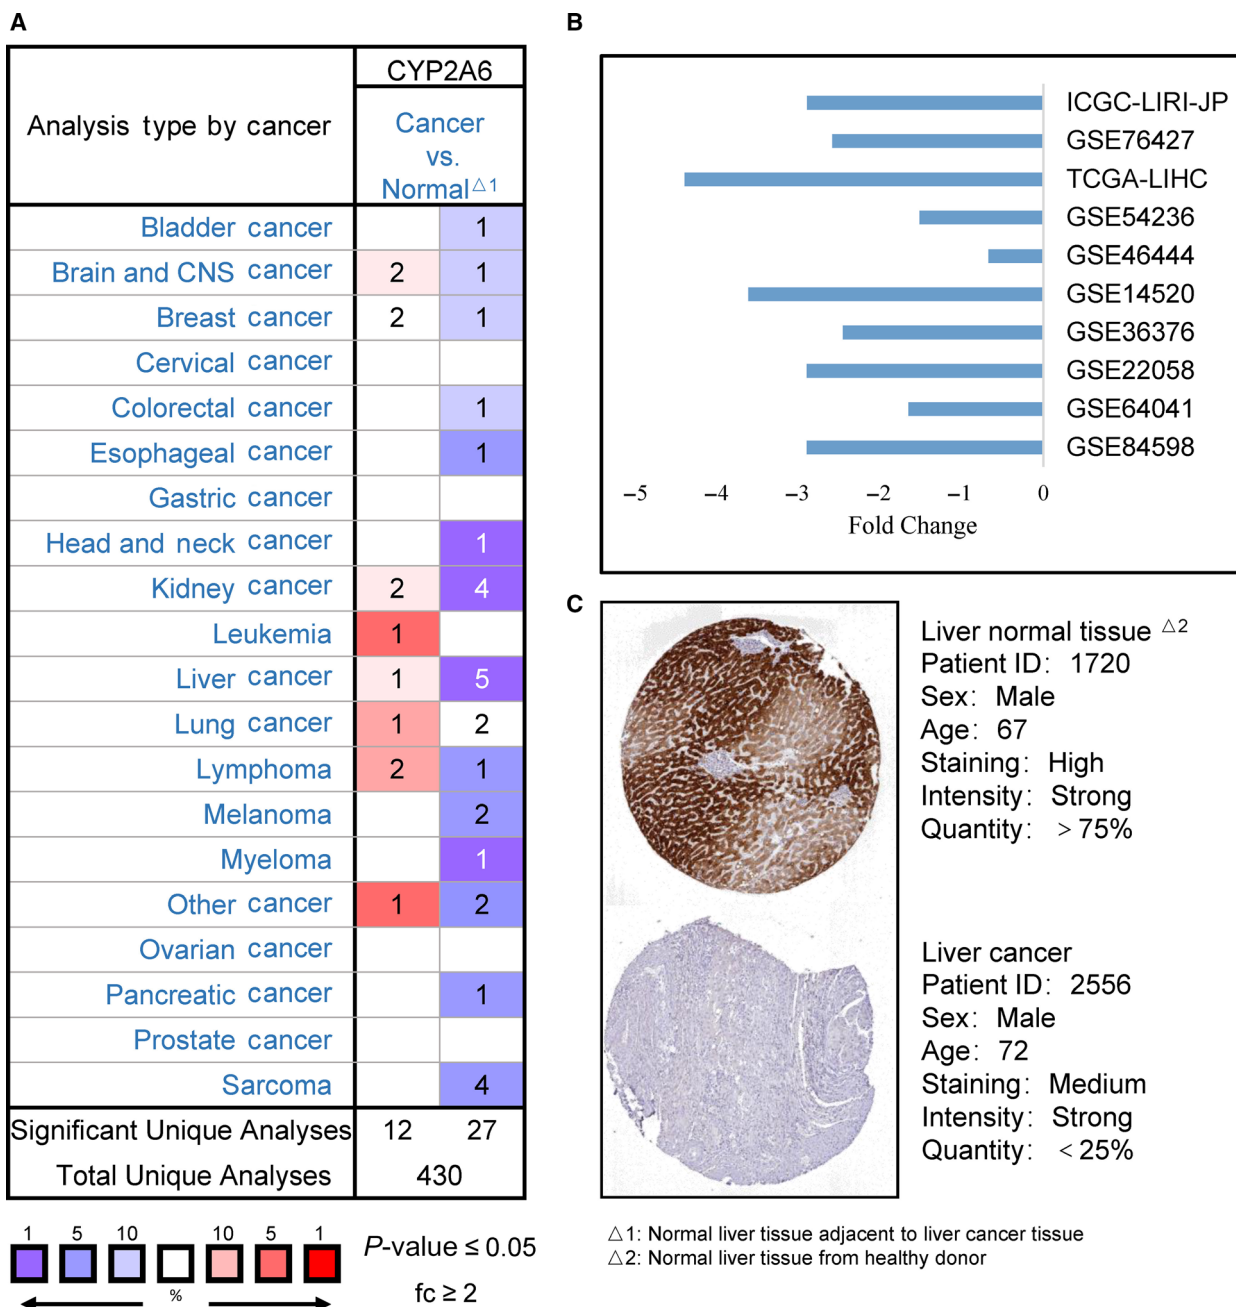 A
CYP2A6
Analysis type by cancer
Cancer
vs.
Normal△1
Bladder cancer 1
Brain and CNS cancer 2 1
Breast cancer 2 1
Cervical cancer
Colorectal cancer 1
Esophageal cancer 1
Gastric cancer
Head and neck cancer 1
Kidney cancer 2 4
Leukemia 1
Liver cancer 1 5
Lung cancer 1 2
Lymphoma 2 1
Melanoma 2
Myeloma 1
Other cancer 1 2
Ovarian cancer
Pancreatic cancer 1
Prostate cancer
Sarcoma 4
Significant Unique Analyses 12 27
Total Unique Analyses 430
1 5 10 10 5 1
%
P-value ≤ 0.05
fc ≥ 2
B
ICGC-LIRI-JP
GSE76427
TCGA-LIHC
GSE54236
GSE46444
GSE14520
GSE36376
GSE22058
GSE64041
GSE84598
−5 −4 −3 −2 −1 0
Fold Change
C
Liver normal tissue △2
Patient ID: 1720
Sex: Male
Age: 67
Staining: High
Intensity: Strong
Quantity: > 75%
Liver cancer
Patient ID: 2556
Sex: Male
Age: 72
Staining: Medium
Intensity: Strong
Quantity: < 25%
△1: Normal liver tissue adjacent to liver cancer tissue
△2: Normal liver tissue from healthy donor